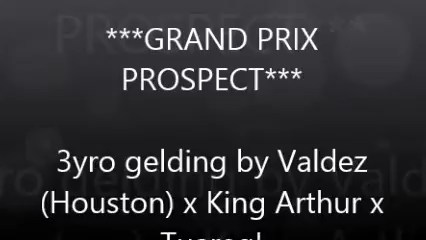 ***GRAND PRIX
PROSPECT***
3yro gelding by Valdez
(Houston) x King Arthur x